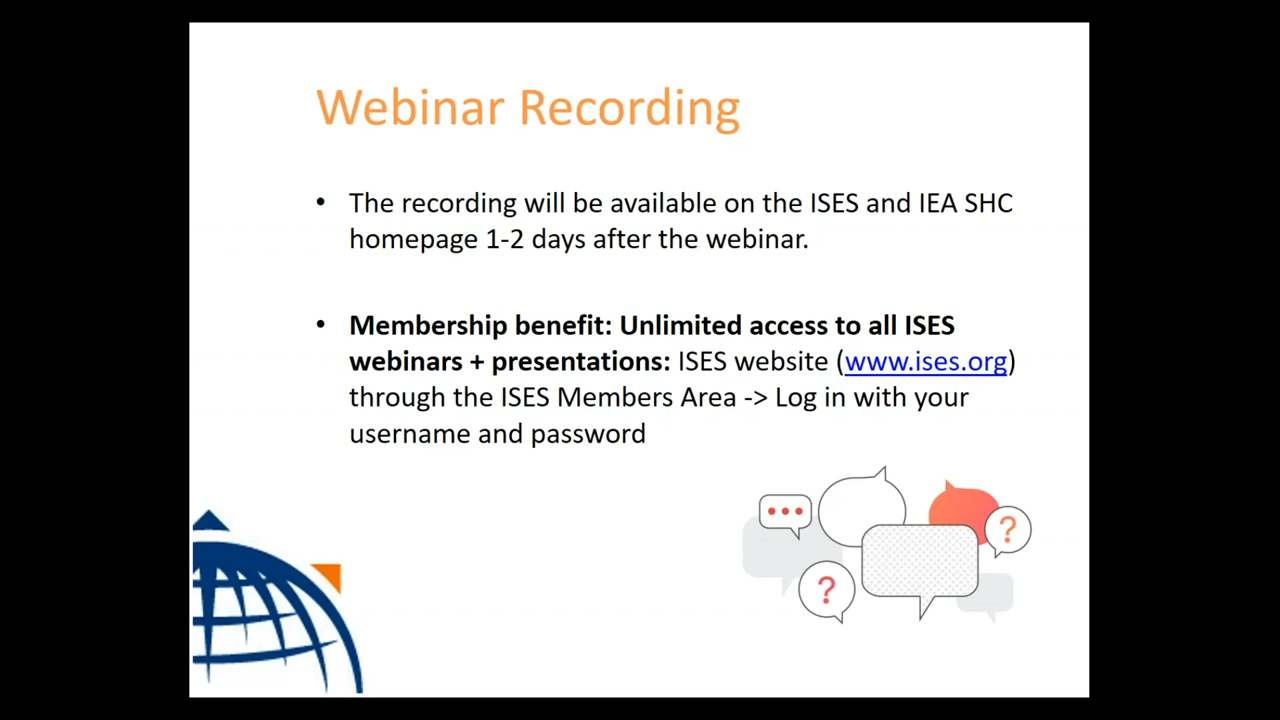 Webinar Recording
• The recording will be available on the ISES and IEA SHC
homepage 1-2 days after the webinar.
• Membership benefit: Unlimited access to all ISES
webinars + presentations: ISES website (www.ises.org)
through the ISES Members Area -> Log in with your
username and password
?
?